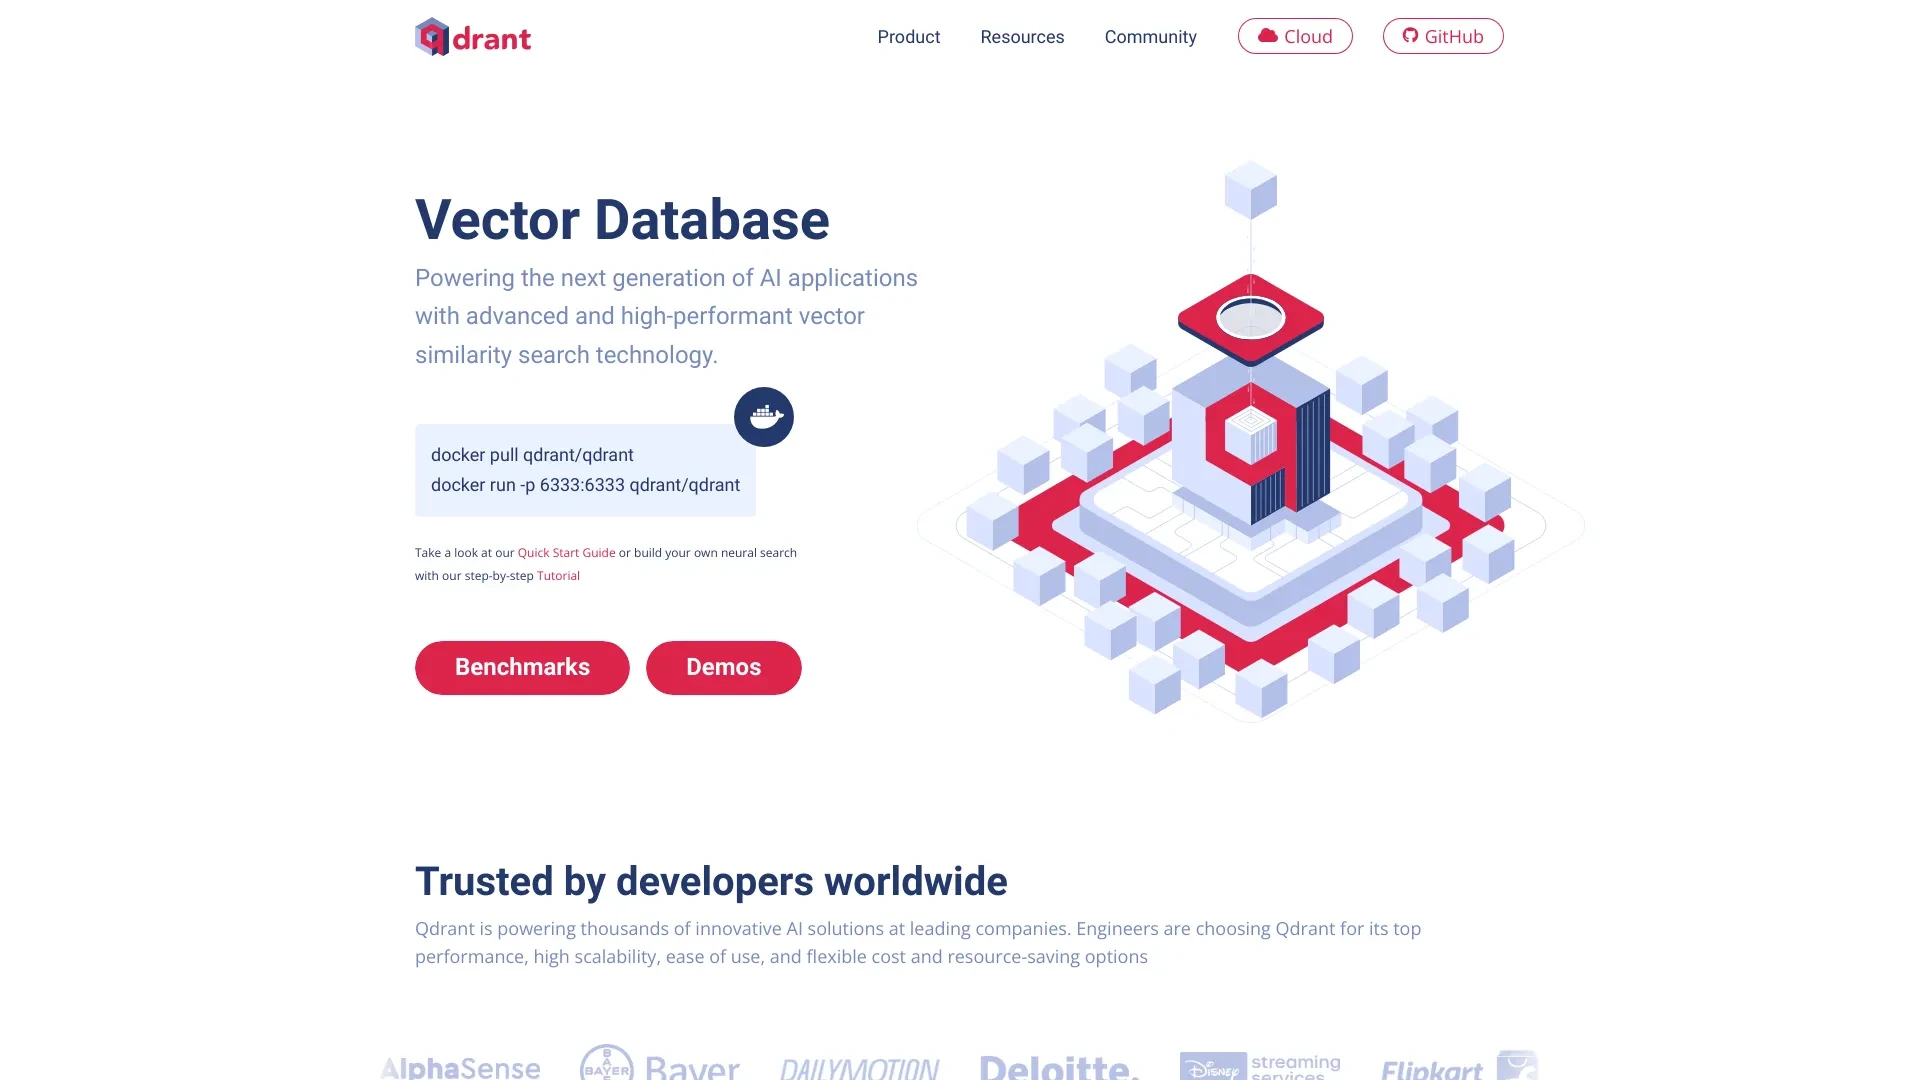 qdrant
Product
Resources
Community
Cloud
GitHub
Vector Database
Powering the next generation of AI applications
with advanced and high-performant vector
similarity search technology.
docker pull qdrant/qdrant
docker run -p 6333:6333 qdrant/qdrant
Take a look at our Quick Start Guide or build your own neural search
with our step-by-step Tutorial
Benchmarks
Demos
Trusted by developers worldwide
Qdrant is powering thousands of innovative AI solutions at leading companies. Engineers are choosing Qdrant for its top
performance, high scalability, ease of use, and flexible cost and resource-saving options
AlphaSense
BAYER
Bayer
DAILYMOTION
Deloitte.
DISNEY
streaming
services
Flipkart